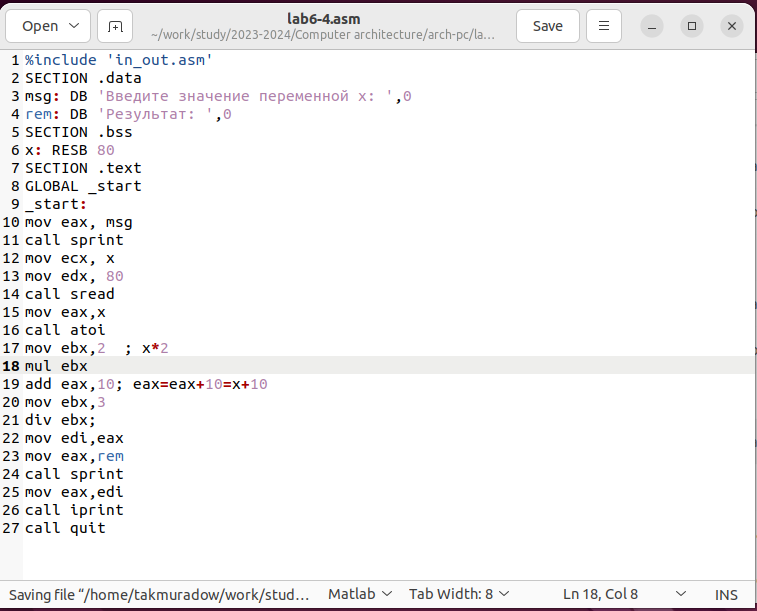 Open
lab6-4.asm
~/work/study/2023-2024/Computer architecture/arch-pc/la...
Save
1 %include 'in_out.asm'
2 SECTION .data
3 msg: DB 'Введите значение переменной x: ',0
4 rem: DB 'Результат: ',0
5 SECTION .bss
6 x: RESB 80
7 SECTION .text
8 GLOBAL _start
9 _start:
10 mov eax, msg
11 call sprint
12 mov ecx, x
13 mov edx, 80
14 call sread
15 mov eax,x
16 call atoi
17 mov ebx,2  ; x*2
18 mul ebx
19 add eax,10; eax=eax+10=x+10
20 mov ebx,3
21 div ebx;
22 mov edi,eax
23 mov eax,rem
24 call sprint
25 mov eax,edi
26 call iprint
27 call quit
Saving file “/home/takmuradow/work/stud... Matlab Tab Width: 8 Ln 18, Col 8 INS